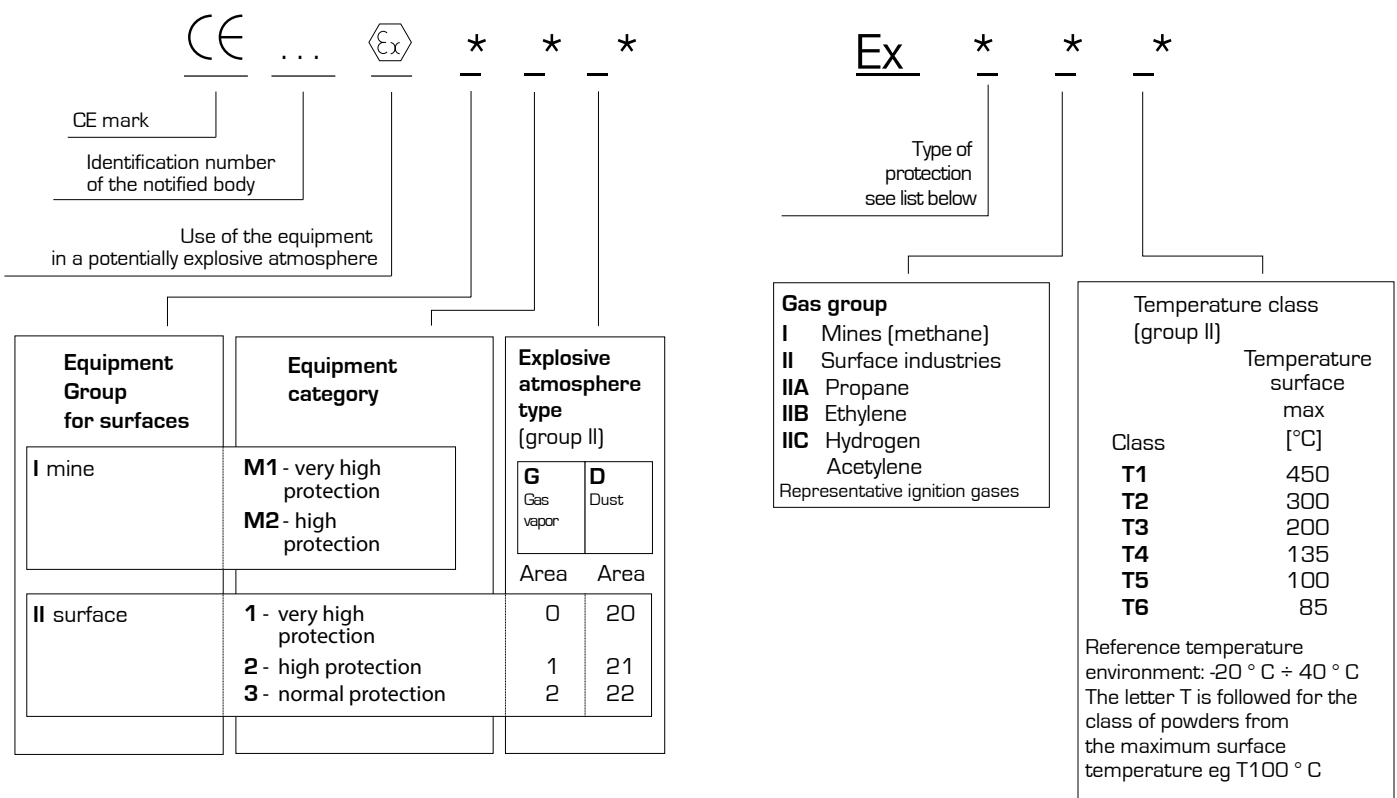 CE ... Ex * * *
CE mark
Identification number
of the notified body
Use of the equipment
in a potentially explosive atmosphere
Equipment
Group
for surfaces
Equipment
category
Explosive
atmosphere
type
(group II)
I mine
M1 - very high
protection
M2 - high
protection
G
Gas
vapor
D
Dust
Area Area
II surface
1 - very high
protection
0 20
2 - high protection 1 21
3 - normal protection 2 22
Ex * * *
Type of
protection
see list below
Gas group
I Mines (methane)
II Surface industries
IIA Propane
IIB Ethylene
IIC Hydrogen
Acetylene
Representative ignition gases
Temperature class
(group II)
Temperature
surface
max
Class [°C]
T1 450
T2 300
T3 200
T4 135
T5 100
T6 85
Reference temperature
environment: -20 ° C ÷ 40 ° C
The letter T is followed for the
class of powders from
the maximum surface
temperature eg T100 ° C